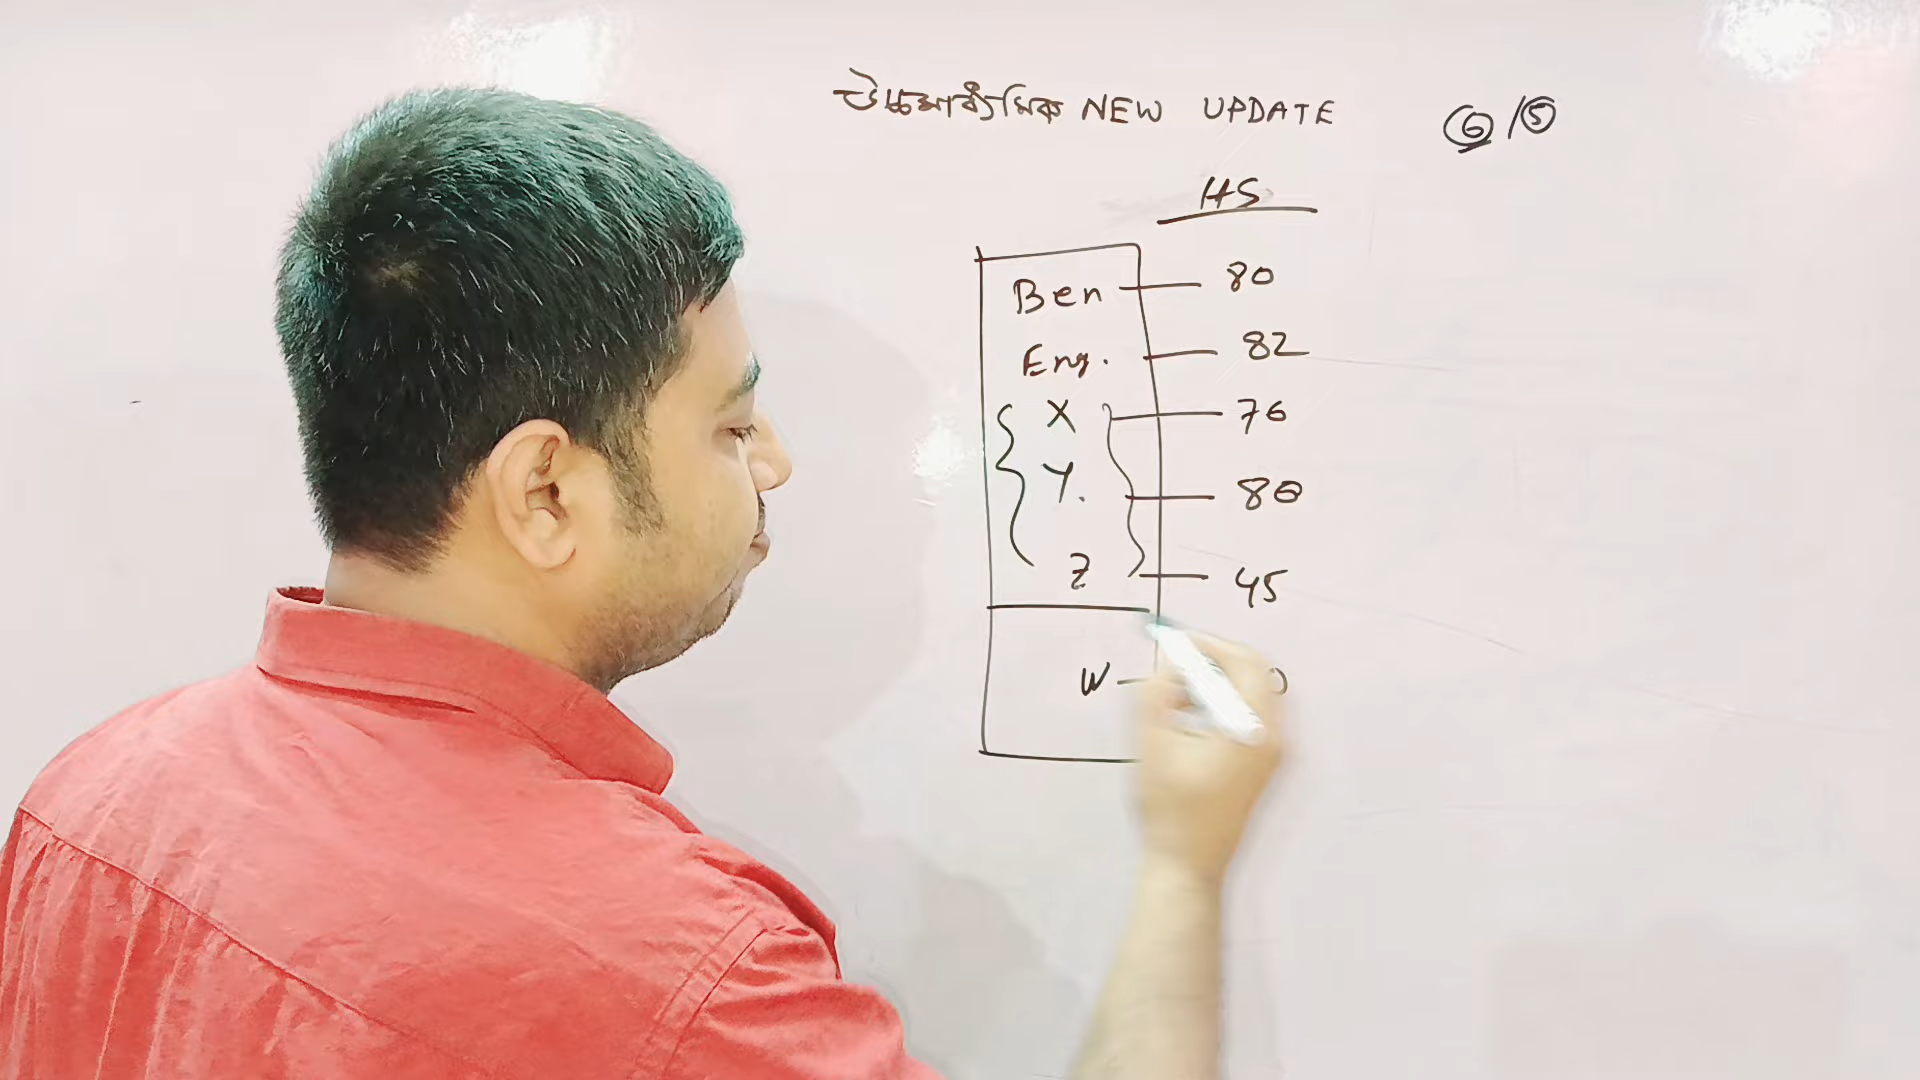 উচ্চমাধ্যমিক NEW UPDATE 6/5
HS
Ben — 80
Eng. — 82
X — 76
Y. — 80
Z — 45
W —